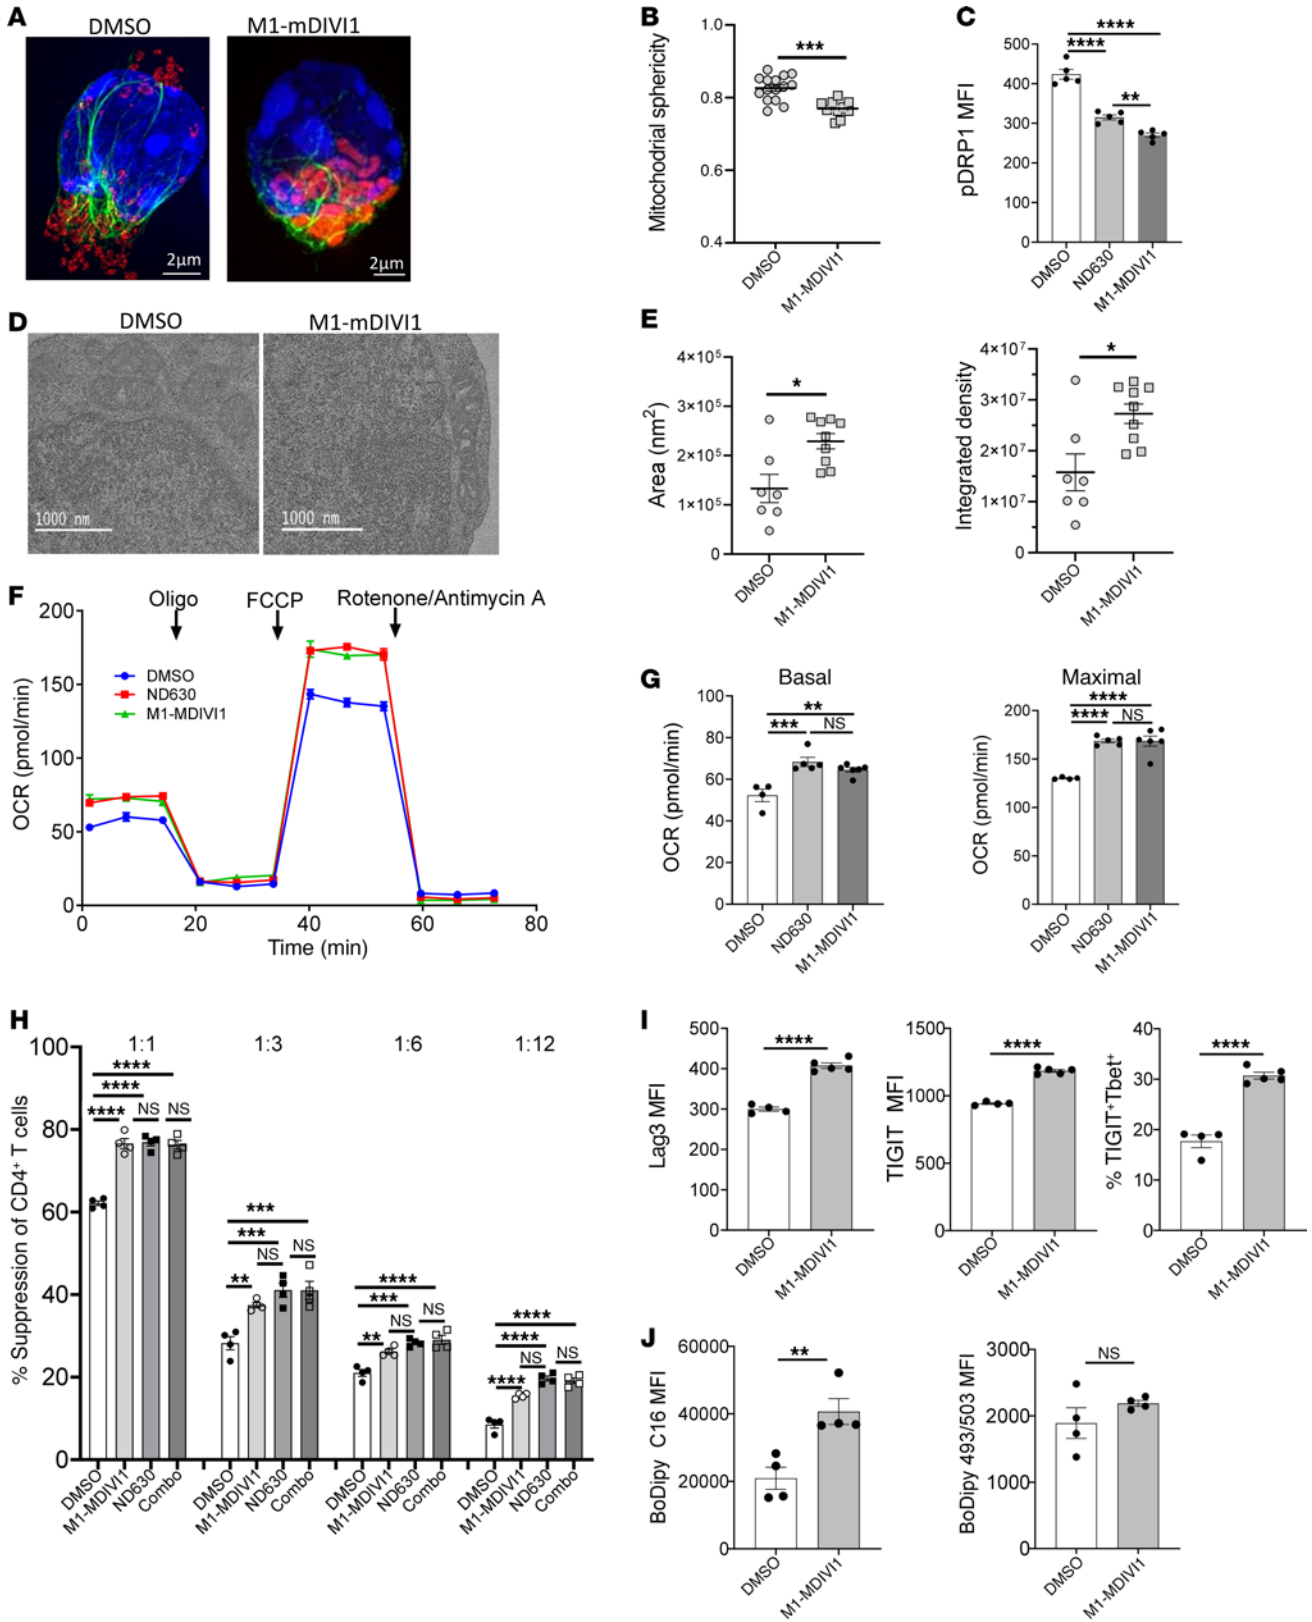 A
DMSO
M1-mDIVI1
2µm
2µm
B
Mitochodrial sphericity
1.0
0.8
0.6
0.4
***
DMSO
M1-MDIVI1
C
pDRP1 MFI
500
400
300
200
100
0
****
****
**
DMSO
ND630
M1-MDIVI1
D
DMSO
M1-mDIVI1
1000 nm
1000 nm
E
Area (nm²)
4×10⁵
3×10⁵
2×10⁵
1×10⁵
0
*
DMSO
M1-MDIVI1
Integrated density
4×10⁷
3×10⁷
2×10⁷
1×10⁷
0
*
DMSO
M1-MDIVI1
F
OCR (pmol/min)
200
150
100
50
0
Oligo
FCCP
Rotenone/Antimycin A
DMSO
ND630
M1-MDIVI1
0
20
40
60
80
Time (min)
G
Basal
OCR (pmol/min)
100
80
60
40
20
0
**
***
NS
DMSO
ND630
M1-MDIVI1
Maximal
OCR (pmol/min)
200
150
100
50
0
****
****
NS
DMSO
ND630
M1-MDIVI1
H
% Suppression of CD4⁺ T cells
100
80
60
40
20
0
1:1
1:3
1:6
1:12
****
****
**** NS NS
***
***
** NS NS
****
***
** NS NS
****
****
**** NS NS
DMSO
M1-MDIVI1
ND630
Combo
DMSO
M1-MDIVI1
ND630
Combo
DMSO
M1-MDIVI1
ND630
Combo
DMSO
M1-MDIVI1
ND630
Combo
I
Lag3 MFI
500
400
300
200
100
0
****
DMSO
M1-MDIVI1
TIGIT MFI
1500
1000
500
0
****
DMSO
M1-MDIVI1
% TIGIT⁺Tbet⁺
40
30
20
10
0
****
DMSO
M1-MDIVI1
J
BoDipy C16 MFI
60000
40000
20000
0
**
DMSO
M1-MDIVI1
BoDipy 493/503 MFI
3000
2000
1000
0
NS
DMSO
M1-MDIVI1